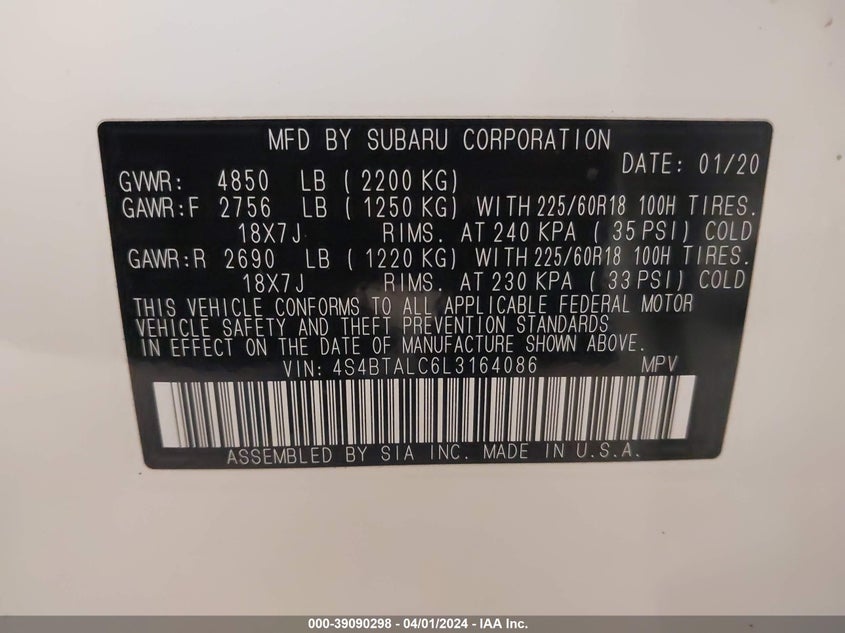 MFD BY SUBARU CORPORATION
DATE: 01/20
GVWR: 4850 LB ( 2200 KG)
GAWR:F 2756 LB ( 1250 KG) WITH 225/60R18 100H TIRES.
18X7J RIMS. AT 240 KPA ( 35 PSI) COLD
GAWR:R 2690 LB ( 1220 KG) WITH 225/60R18 100H TIRES.
18X7J RIMS. AT 230 KPA ( 33 PSI) COLD
THIS VEHICLE CONFORMS TO ALL APPLICABLE FEDERAL MOTOR
VEHICLE SAFETY AND THEFT PREVENTION STANDARDS
IN EFFECT ON THE DATE OF MANUFACTURE SHOWN ABOVE.
VIN: 4S4BTALC6L3164086 MPV
ASSEMBLED BY SIA INC. MADE IN U.S.A.
000-39090298 - 04/01/2024 - IAA Inc.